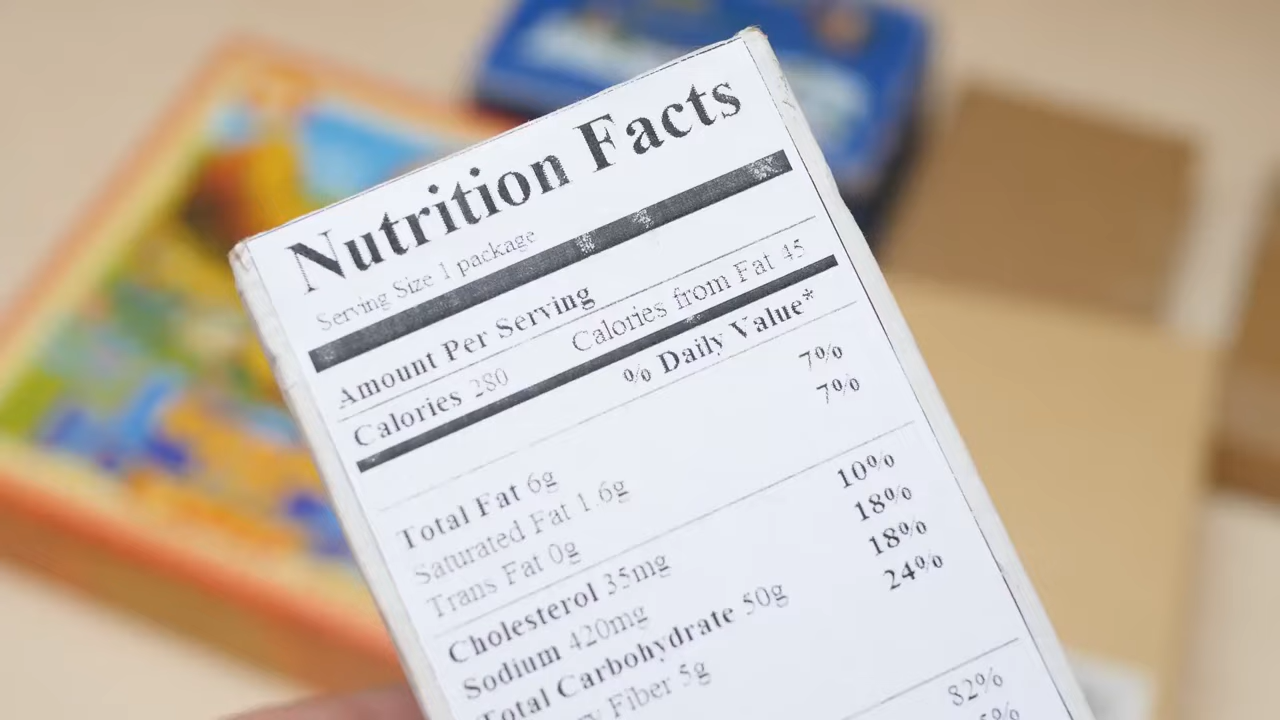 Nutrition Facts
Serving Size 1 package
Amount Per Serving
Calories 280 Calories from Fat 45
% Daily Value*
Total Fat 6g 7%
Saturated Fat 1.6g 7%
Trans Fat 0g
Cholesterol 35mg 10%
Sodium 420mg 18%
Total Carbohydrate 50g 18%
Fiber 5g 24%
82%